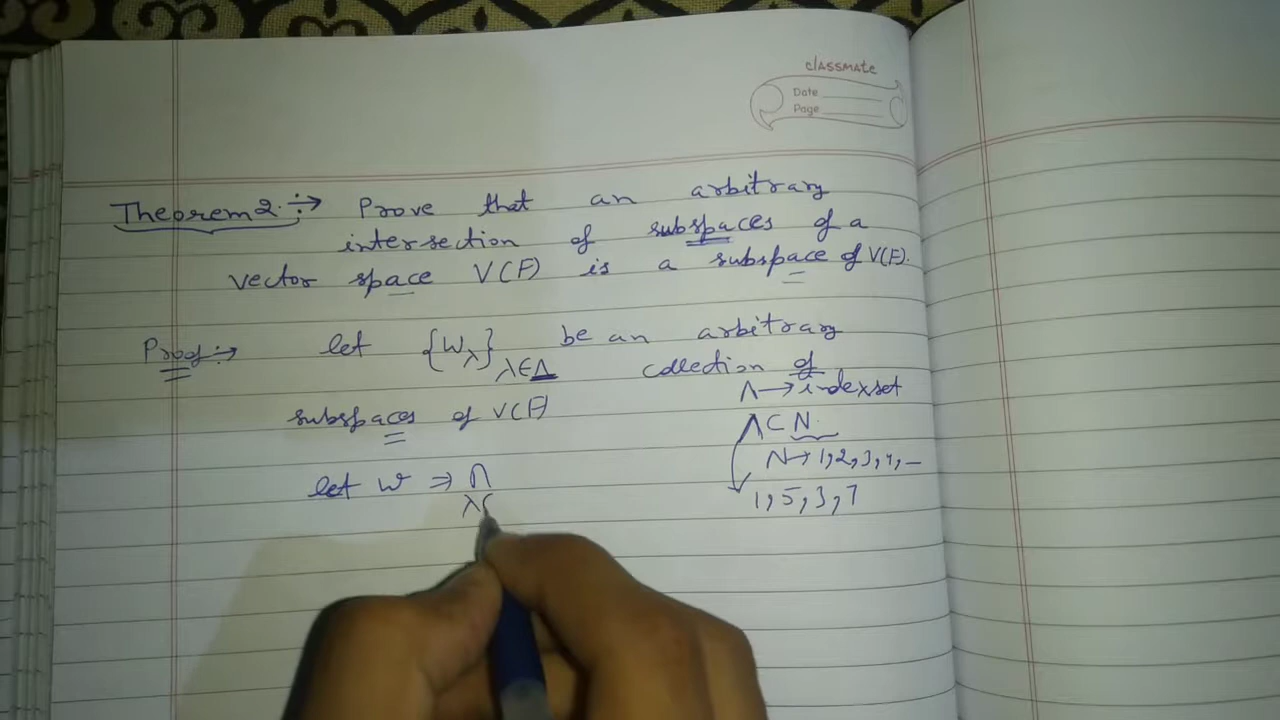 classmate
Date
Page
Theorem 2 :→ Prove that an arbitrary
intersection of subspaces of a
vector space V(F) is a subspace of V(F).
Proof :→ let {Wλ}λ∈Λ be an arbitrary
collection of
Λ → index set
subspaces of V(F)
Λ ⊂ N
N → 1, 2, 3, 4, —
let W ⇒ ∩
λ
1, 5, 3, 7